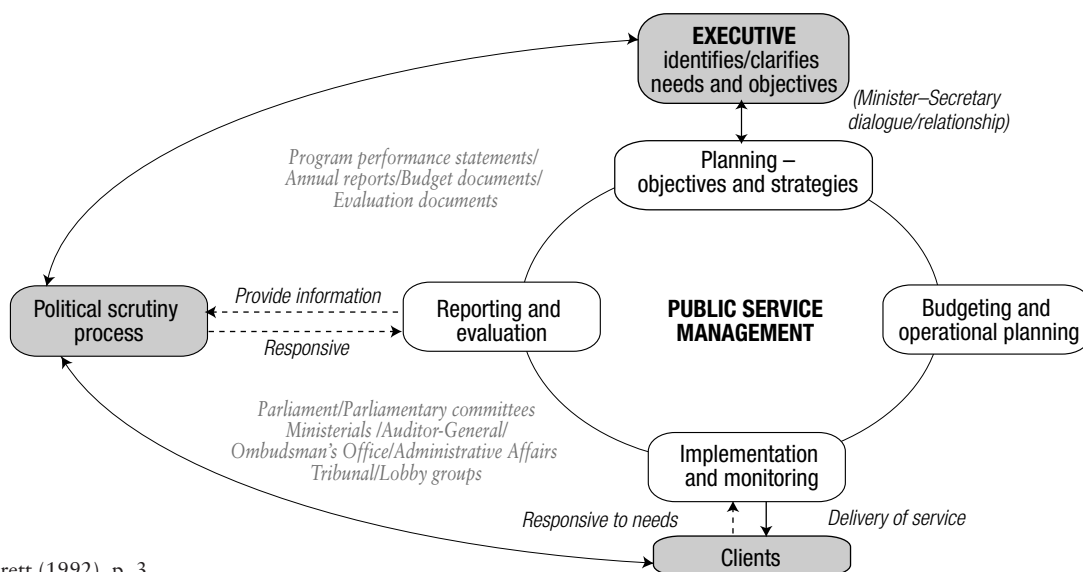 EXECUTIVE
identifies/clarifies
needs and objectives
(Minister–Secretary
dialogue/relationship)
Planning –
objectives and strategies
Program performance statements/
Annual reports/Budget documents/
Evaluation documents
Political scrutiny
process
Provide information
Responsive
Reporting and
evaluation
PUBLIC SERVICE
MANAGEMENT
Budgeting and
operational planning
Parliament/Parliamentary committees
Ministerials /Auditor-General/
Ombudsman's Office/Administrative Affairs
Tribunal/Lobby groups
Implementation
and monitoring
Responsive to needs
Delivery of service
Clients
rett (1992), p. 3